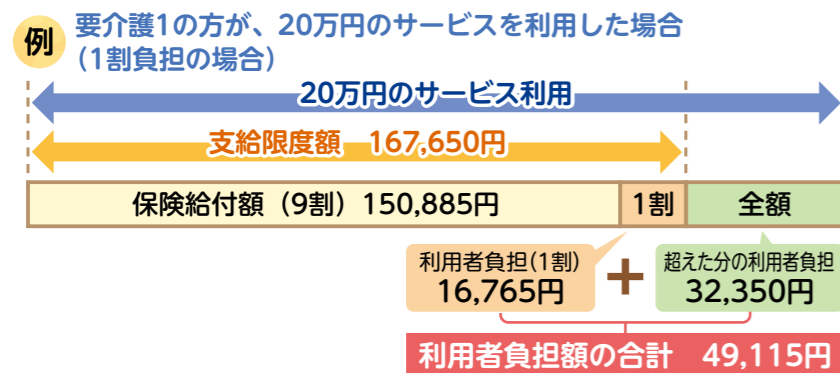 例
要介護1の方が、20万円のサービスを利用した場合
(1割負担の場合)
20万円のサービス利用
支給限度額 167,650円
保険給付額（9割）150,885円
1割
全額
利用者負担(1割)
16,765円
+
超えた分の利用者負担
32,350円
利用者負担額の合計 49,115円